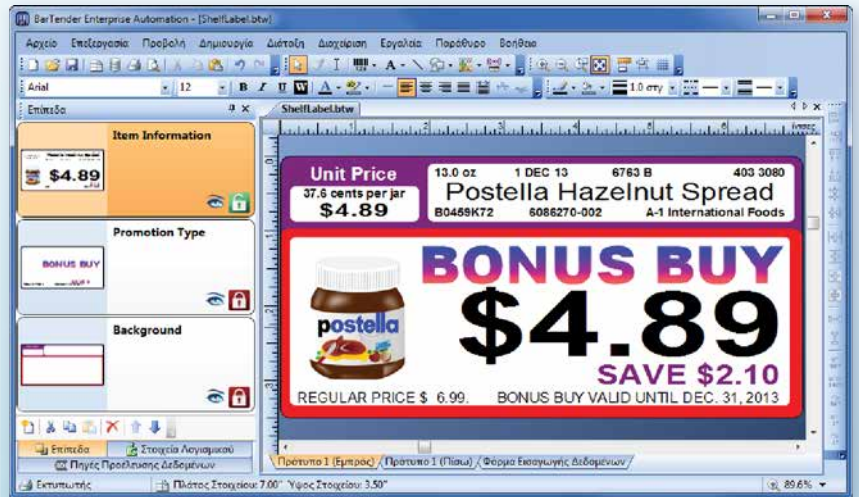 BarTender Enterprise Automation - [ShelfLabel.btw]
Αρχείο Επεξεργασία Προβολή Δημιουργία Διάταξη Διαχείριση Εργαλεία Παράθυρο Βοήθεια
Arial 12 B I U W A 1.0 στγ
Επίπεδα
ShelfLabel.btw
Item Information
$4.89
Promotion Type
BONUS BUY
Background
Unit Price
37.6 cents per jar
$4.89
13.0 oz 1 DEC 13 6763 B 403 3080
Postella Hazelnut Spread
B0459K72 6086270-002 A-1 International Foods
BONUS BUY
postella
$4.89
SAVE $2.10
REGULAR PRICE $ 6.99. BONUS BUY VALID UNTIL DEC. 31, 2013
Επίπεδα Στοιχεία Λογισμικού
Πηγές Προέλευσης Δεδομένων
Πρότυπο 1 (Εμπρός) Πρότυπο 1 (Πίσω) Φόρμα Εισαγωγής Δεδομένων
Εκτυπωτής Πλάτος Στοιχείου: 7.00" Ύψος Στοιχείου: 3.50" 89.6%